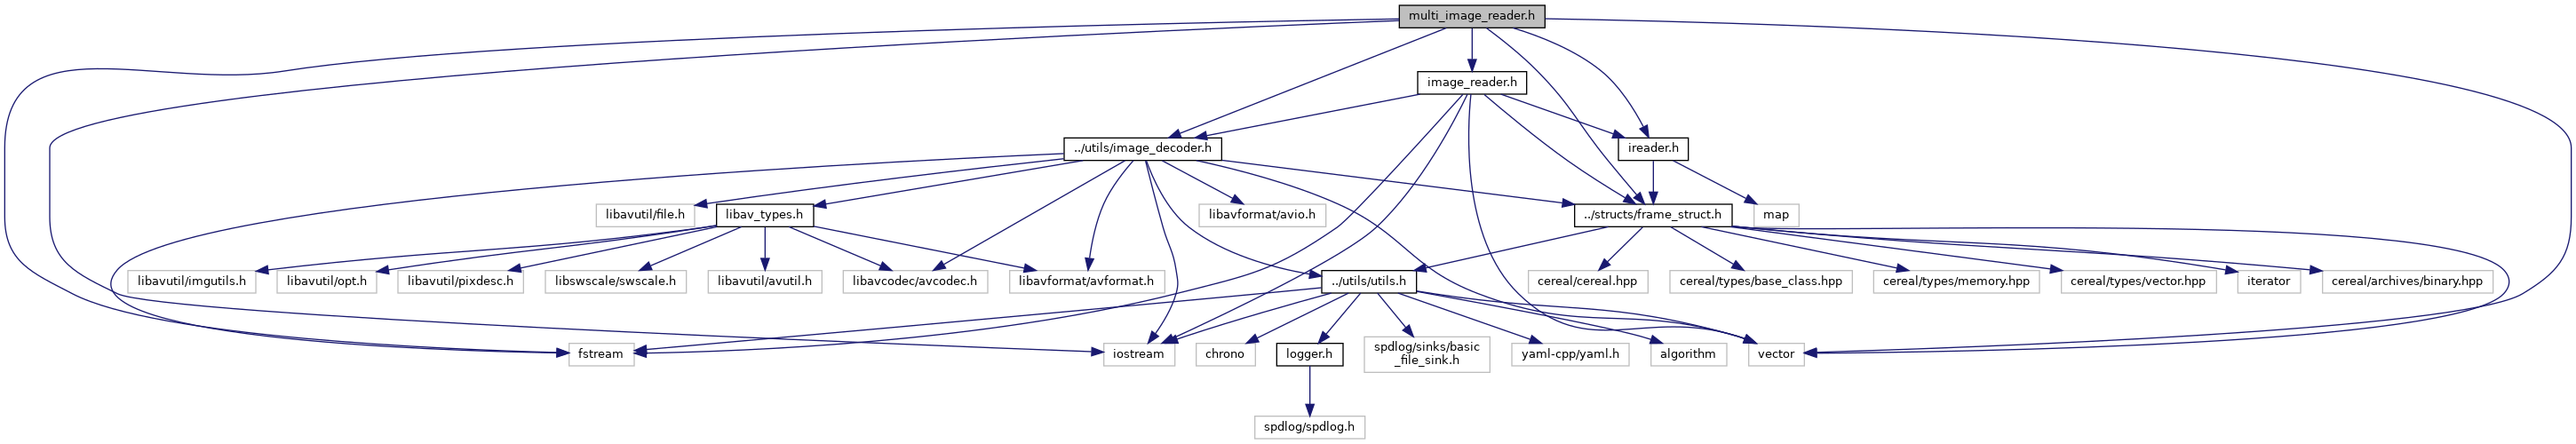 multi_image_reader.h
image_reader.h
../utils/image_decoder.h
ireader.h
libavutil/file.h
libav_types.h
libavformat/avio.h
../structs/frame_struct.h
map
libavutil/imgutils.h
libavutil/opt.h
libavutil/pixdesc.h
libswscale/swscale.h
libavutil/avutil.h
libavcodec/avcodec.h
libavformat/avformat.h
../utils/utils.h
cereal/cereal.hpp
cereal/types/base_class.hpp
cereal/types/memory.hpp
cereal/types/vector.hpp
iterator
cereal/archives/binary.hpp
fstream
iostream
chrono
logger.h
spdlog/sinks/basic
_file_sink.h
yaml-cpp/yaml.h
algorithm
vector
spdlog/spdlog.h